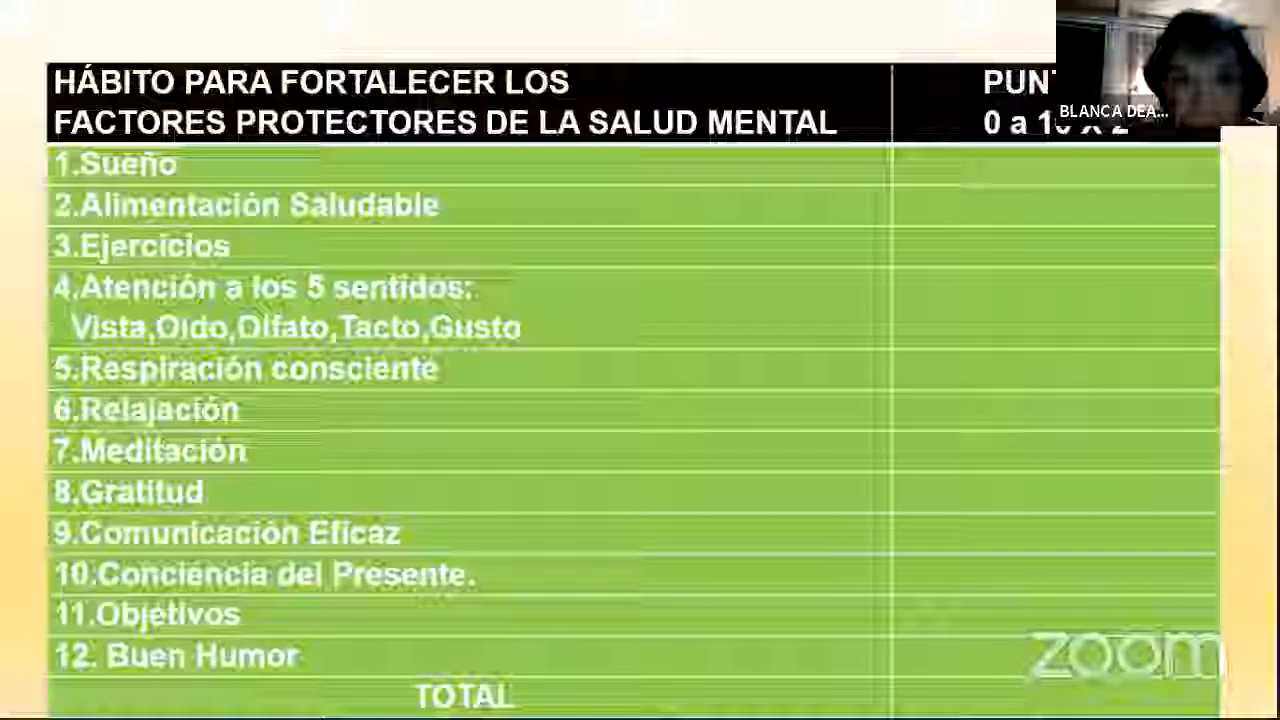 HÁBITO PARA FORTALECER LOS
FACTORES PROTECTORES DE LA SALUD MENTAL
0 a 10 X 2
BLANCA DEA...
1.Sueño
2.Alimentación Saludable
3.Ejercicios
4.Atención a los 5 sentidos:
Vista,Oido,Olfato,Tacto,Gusto
5.Respiración consciente
6.Relajación
7.Meditación
8.Gratitud
9.Comunicación Eficaz
10.Conciencia del Presente.
11.Objetivos
12. Buen Humor
TOTAL
zoom